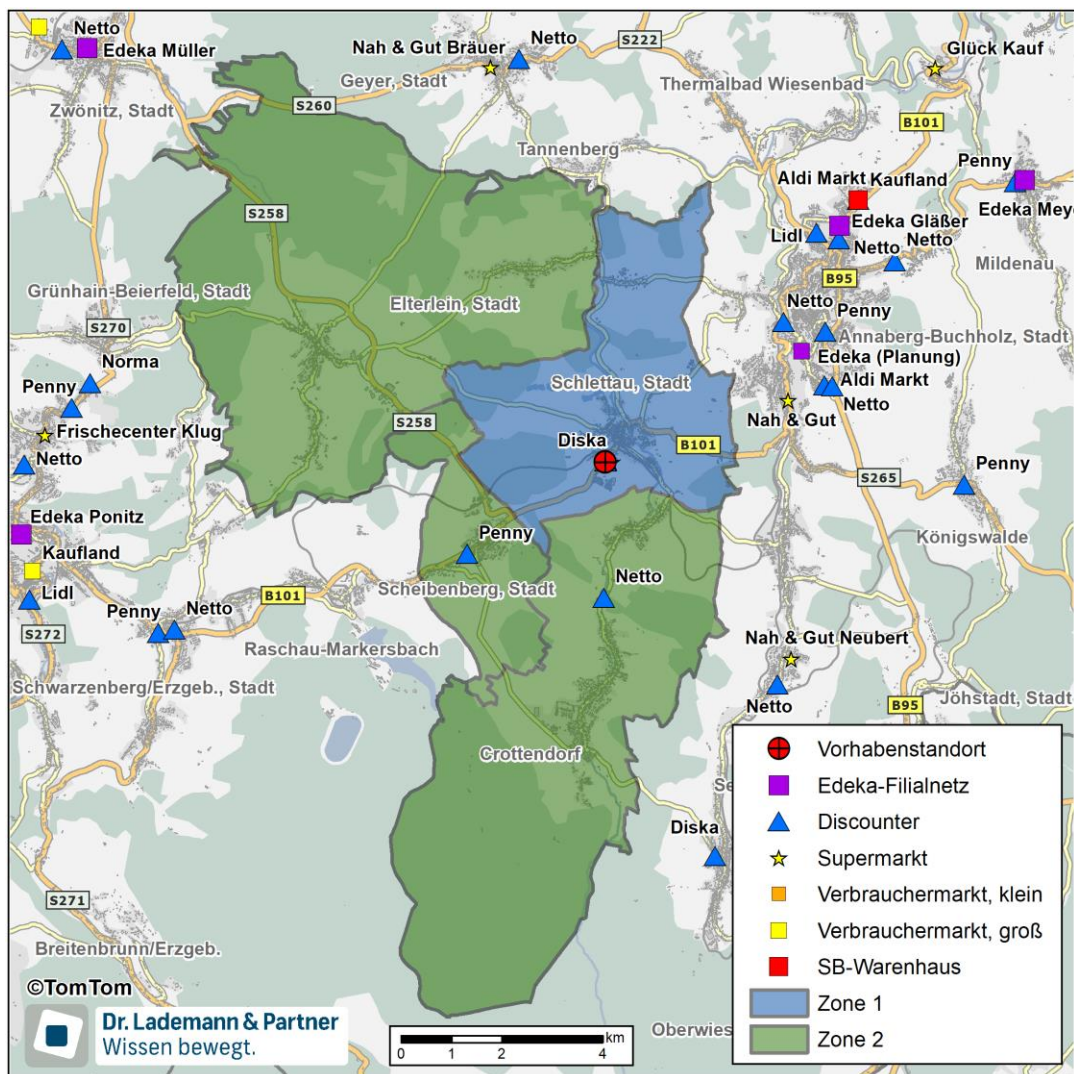 Netto
Edeka Müller
Zwönitz, Stadt
Nah & Gut Bräuer
Netto
Geyer, Stadt
S222
Glück Kauf
Thermalbad Wiesenbad
S260
B101
Tannenberg
Penny
Aldi Markt
Kaufland
Edeka Meye
S258
Edeka Gläßer
Lidl
Netto
Netto
Mildenau
Grünhain-Beierfeld, Stadt
Elterlein, Stadt
B95
S270
Netto
Penny
Annaberg-Buchholz, Stadt
Norma
Edeka (Planung)
Penny
Schlettau, Stadt
Aldi Markt
Netto
Frischecenter Klug
S258
Diska
B101
Nah & Gut
Netto
S265
Penny
Edeka Ponitz
Penny
Königswalde
Kaufland
Scheibenberg, Stadt
Netto
Lidl
B101
Penny
Netto
S272
Raschau-Markersbach
Nah & Gut Neubert
Schwarzenberg/Erzgeb., Stadt
Netto
Jöhstadt, Stadt
B95
Crottendorf
Se
Diska
S271
Breitenbrunn/Erzgeb.
Oberwies
Vorhabenstandort
Edeka-Filialnetz
Discounter
Supermarkt
Verbrauchermarkt, klein
Verbrauchermarkt, groß
SB-Warenhaus
Zone 1
Zone 2
©TomTom
Dr. Lademann & Partner
Wissen bewegt.
km
0 1 2 4